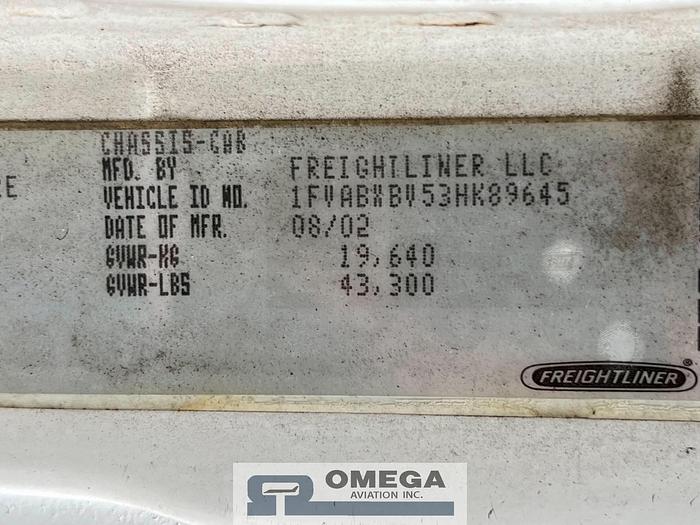 CHASSIS-CAB
MFD. BY FREIGHTLINER LLC
VEHICLE ID NO. 1FVABXBV53HK89645
DATE OF MFR. 08/02
GVWR-KG 19,640
GVWR-LBS 43,300
FREIGHTLINER®
OMEGA
AVIATION INC.